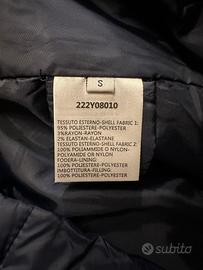 S
222Y08010
TESSUTO ESTERNO-SHELL FABRIC 1:
95% POLIESTERE-POLYESTER
3%RAYON-RAYON
2% ELASTAN-ELASTANE
TESSUTO ESTERNO-SHELL FABRIC 2:
100% POLIAMMIDE OR NYLON-
POLYAMIDE OR NYLON
FODERA-LINING:
100% POLIESTERE-POLYESTER
IMBOTTITURA-FILLING:
100% POLIESTERE-POLYESTER
subito